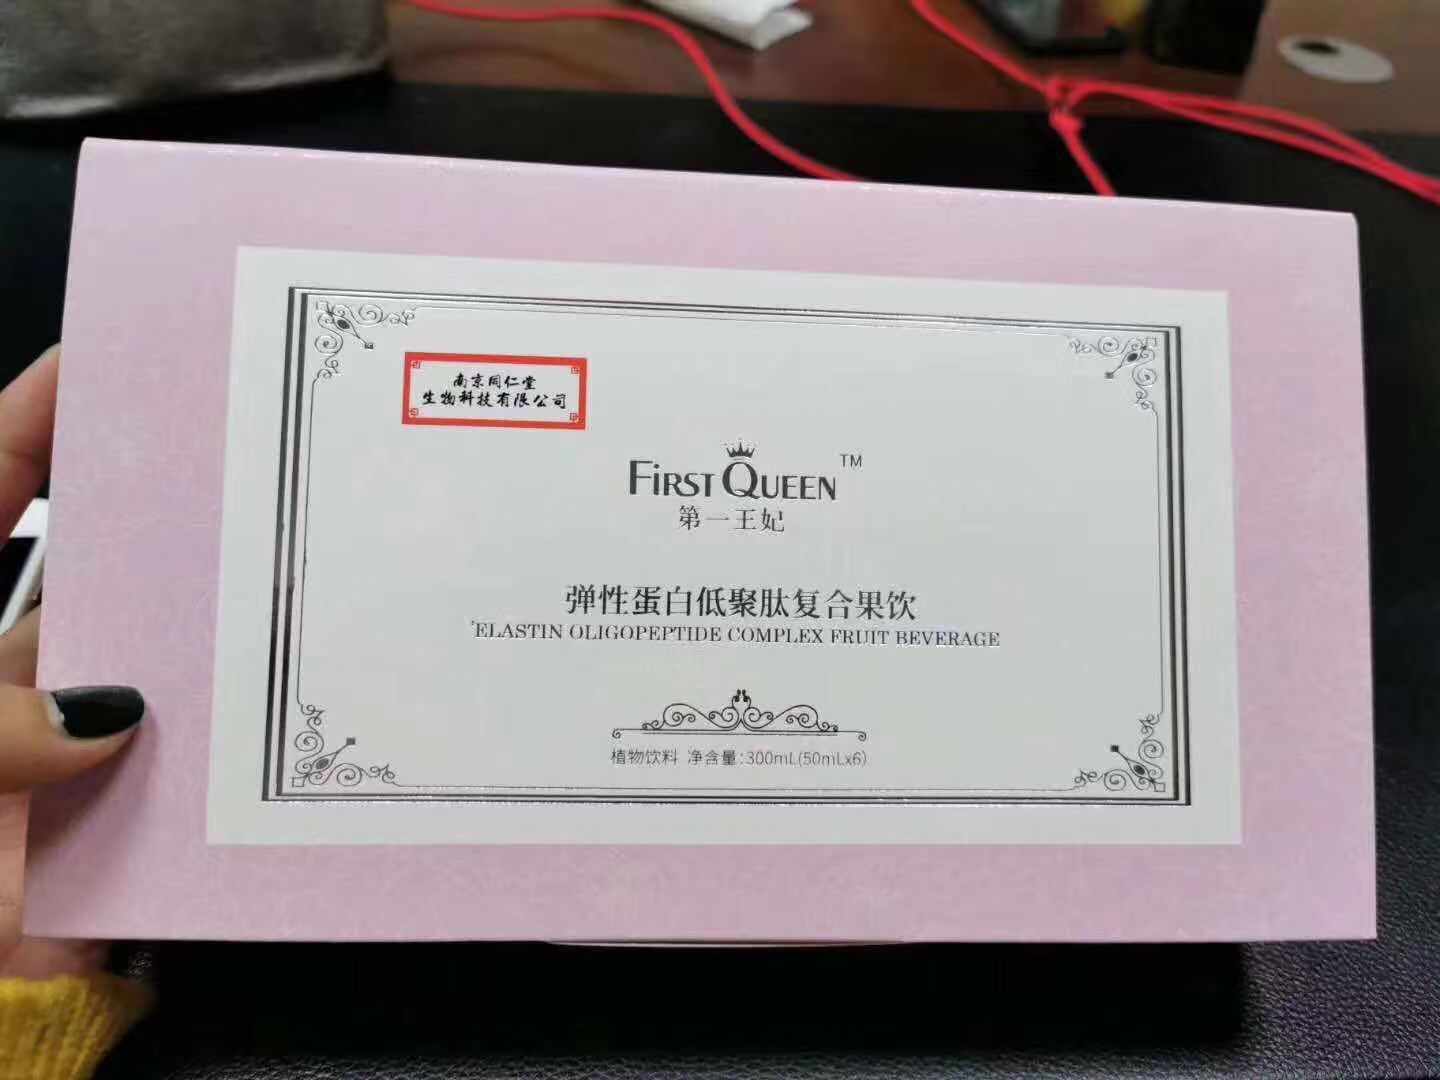 南京同仁堂
生物科技有限公司
FiRST QUEEN TM
第一王妃
弹性蛋白低聚肽复合果饮
'ELASTIN OLIGOPEPTIDE COMPLEX FRUIT BEVERAGE
植物饮料 净含量:300mL(50mLx6)